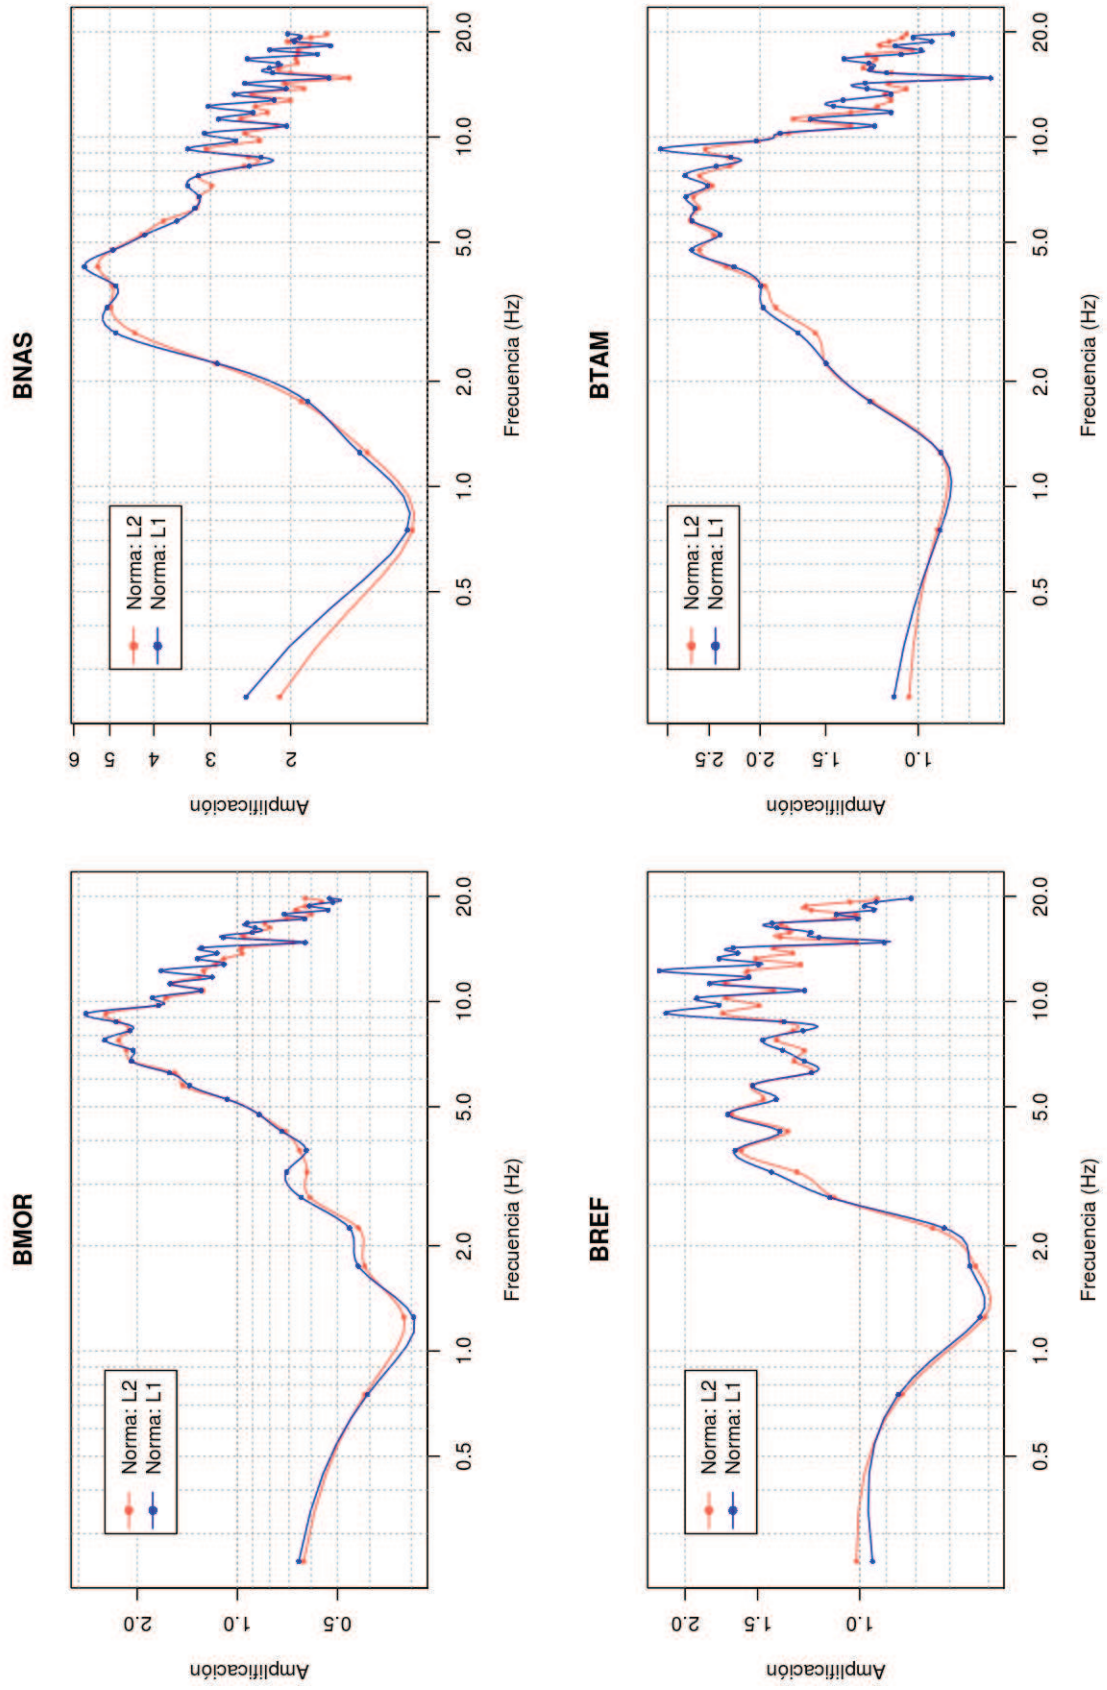 BMOR
Amplificación
2.0
1.0
0.5
Norma: L2
Norma: L1
0.5
1.0
2.0
5.0
10.0
20.0
Frecuencia (Hz)
BNAS
Amplificación
6
5
4
3
2
Norma: L2
Norma: L1
0.5
1.0
2.0
5.0
10.0
20.0
Frecuencia (Hz)
BREF
Amplificación
2.0
1.5
1.0
Norma: L2
Norma: L1
0.5
1.0
2.0
5.0
10.0
20.0
Frecuencia (Hz)
BTAM
Amplificación
2.5
2.0
1.5
1.0
Norma: L2
Norma: L1
0.5
1.0
2.0
5.0
10.0
20.0
Frecuencia (Hz)